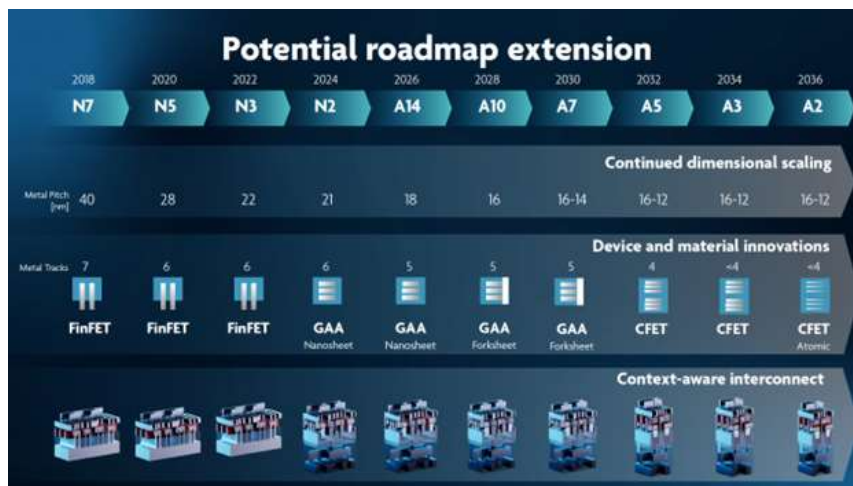 Potential roadmap extension
2018 2020 2022 2024 2026 2028 2030 2032 2034 2036
N7 N5 N3 N2 A14 A10 A7 A5 A3 A2
Continued dimensional scaling
Metal Pitch [nm] 40 28 22 21 18 16 16-14 16-12 16-12 16-12
Device and material innovations
Metal Tracks 7 6 6 6 5 5 5 4 <4 <4
FinFET FinFET FinFET GAA GAA GAA GAA CFET CFET CFET
Nanosheet Nanosheet Forksheet Forksheet Atomic
Context-aware interconnect